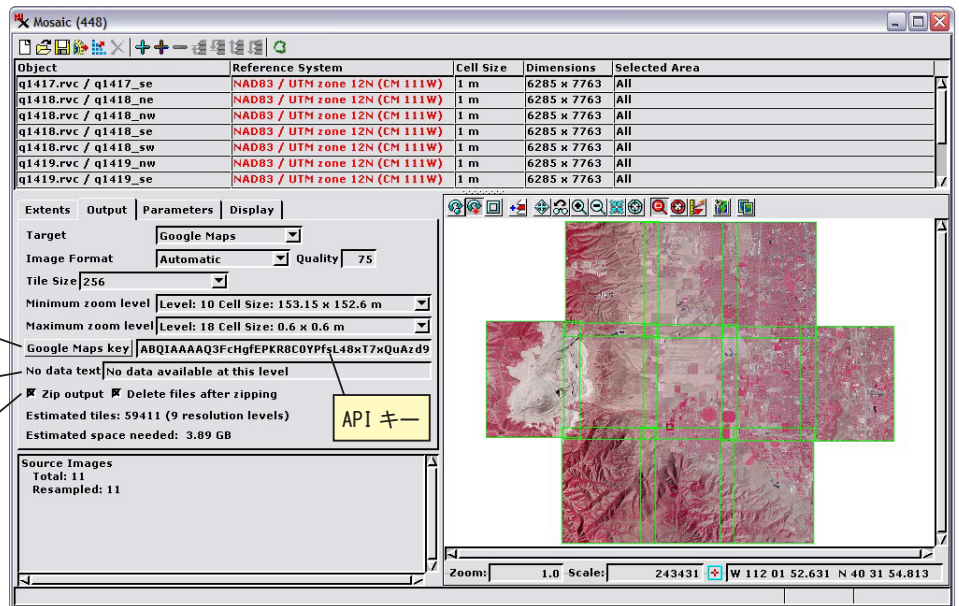 Mosaic (448)
Object Reference System Cell Size Dimensions Selected Area
q1417.rvc / q1417_se NAD83 / UTM zone 12N (CM 111W) 1 m 6285 x 7763 All
q1418.rvc / q1418_ne NAD83 / UTM zone 12N (CM 111W) 1 m 6285 x 7763 All
q1418.rvc / q1418_nw NAD83 / UTM zone 12N (CM 111W) 1 m 6285 x 7763 All
q1418.rvc / q1418_se NAD83 / UTM zone 12N (CM 111W) 1 m 6285 x 7763 All
q1418.rvc / q1418_sw NAD83 / UTM zone 12N (CM 111W) 1 m 6285 x 7763 All
q1419.rvc / q1419_nw NAD83 / UTM zone 12N (CM 111W) 1 m 6285 x 7763 All
q1419.rvc / q1419_se NAD83 / UTM zone 12N (CM 111W) 1 m 6285 x 7763 All
Extents Output Parameters Display
Target Google Maps
Image Format Automatic Quality 75
Tile Size 256
Minimum zoom level Level: 10 Cell Size: 153.15 x 152.6 m
Maximum zoom level Level: 18 Cell Size: 0.6 x 0.6 m
Google Maps key ABQIAAAAQ3FcHgfEPKR8C0YPfsL48xT7xQuAzd9
No data text No data available at this level
Zip output Delete files after zipping
Estimated tiles: 59411 (9 resolution levels)
Estimated space needed: 3.89 GB
API キー
Source Images
Total: 11
Resampled: 11
Zoom: 1.0 Scale: 243431 W 112 01 52.631 N 40 31 54.813